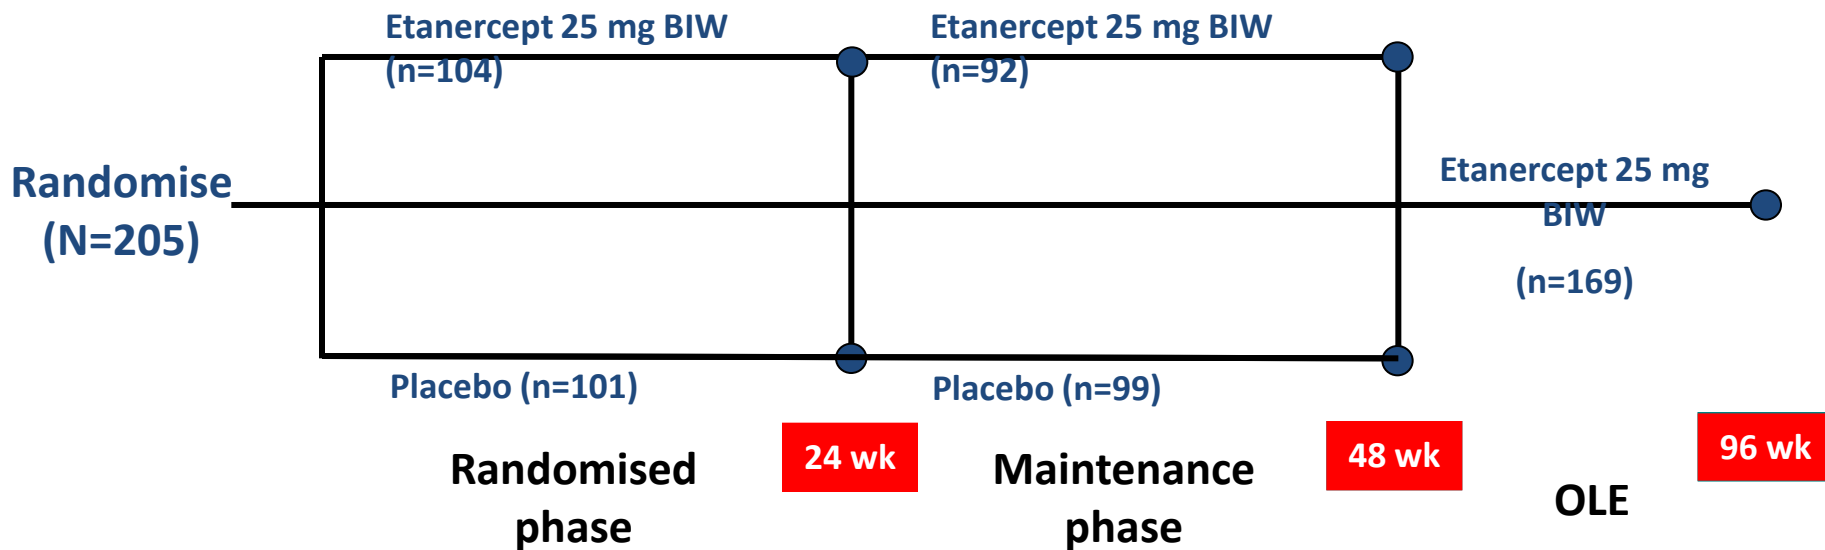 Etanercept 25 mg BIW
(n=104)
Etanercept 25 mg BIW
(n=92)
Randomise
(N=205)
Etanercept 25 mg
BIW
(n=169)
Placebo (n=101)
Placebo (n=99)
24 wk
48 wk
96 wk
Randomised
phase
Maintenance
phase
OLE